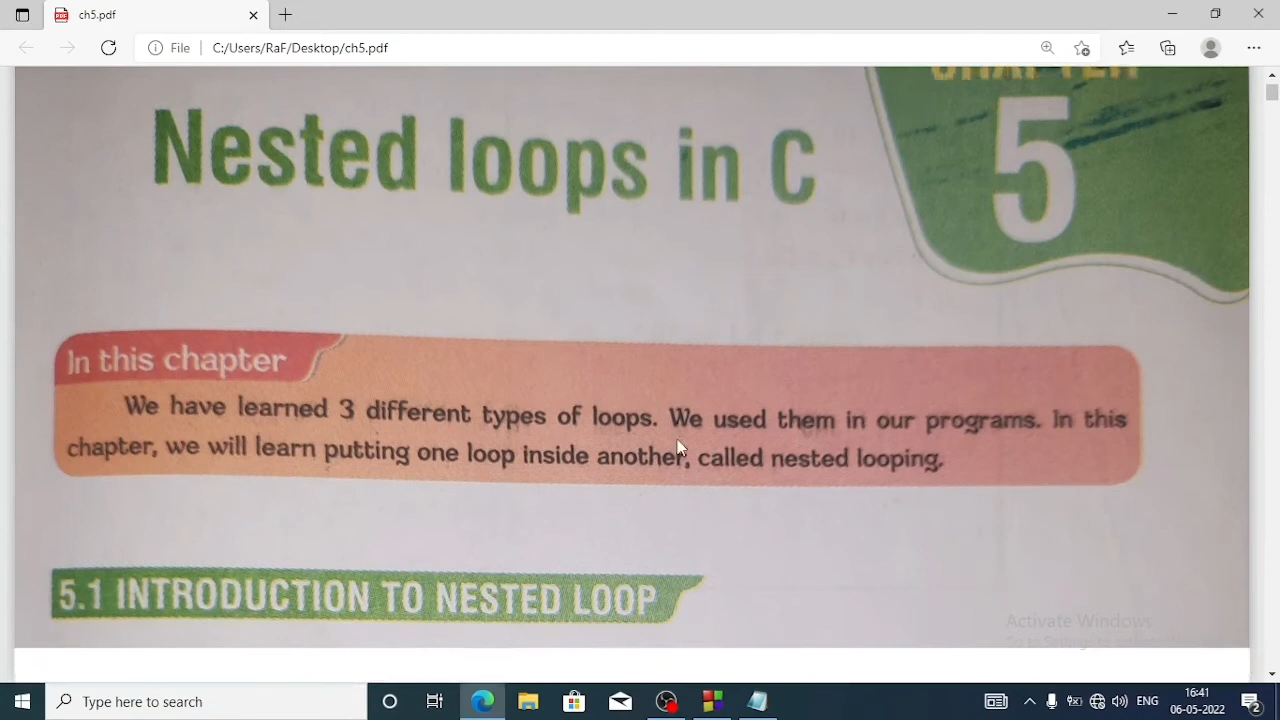 ch5.pdf
File
C:/Users/RaF/Desktop/ch5.pdf
CHAPTER
5
Nested loops in C
In this chapter
We have learned 3 different types of loops. We used them in our programs. In this
chapter, we will learn putting one loop inside another, called nested looping.
5.1 INTRODUCTION TO NESTED LOOP
Activate Windows
Type here to search
ENG
16:41
06-05-2022
2